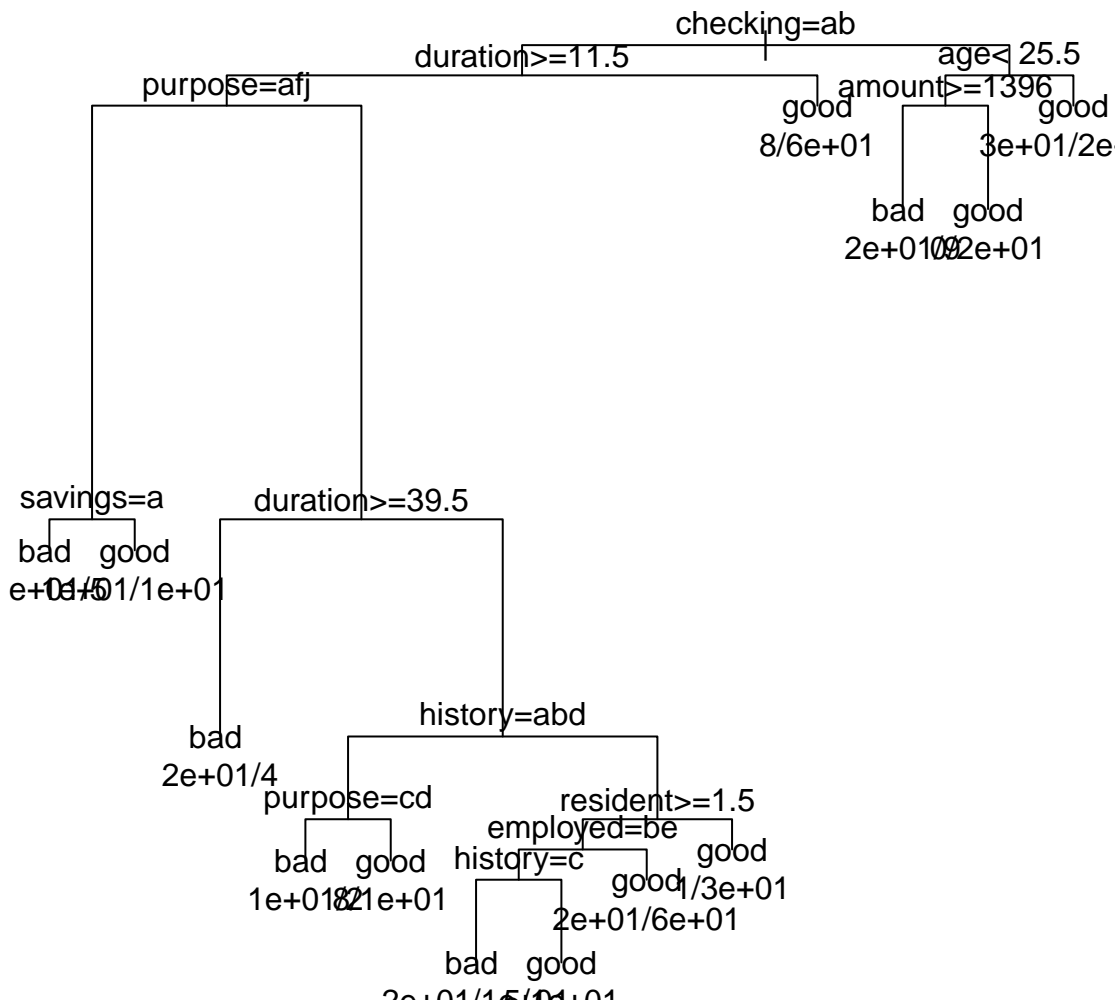 checking=ab
duration>=11.5
age< 25.5
purpose=afj
amount>=1396
good
8/6e+01
good
3e+01/2e+
bad
good
savings=a
bad
good
duration>=39.5
bad
2e+01/4
history=abd
purpose=cd
bad
good
resident>=1.5
employed=be
history=c
good
1/3e+01
good
2e+01/6e+01
bad
good